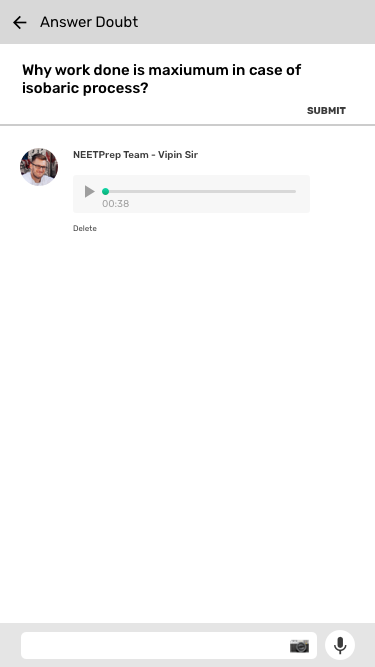 Answer Doubt
Why work done is maxiumum in case of
isobaric process?
SUBMIT
NEETPrep Team - Vipin Sir
00:38
Delete